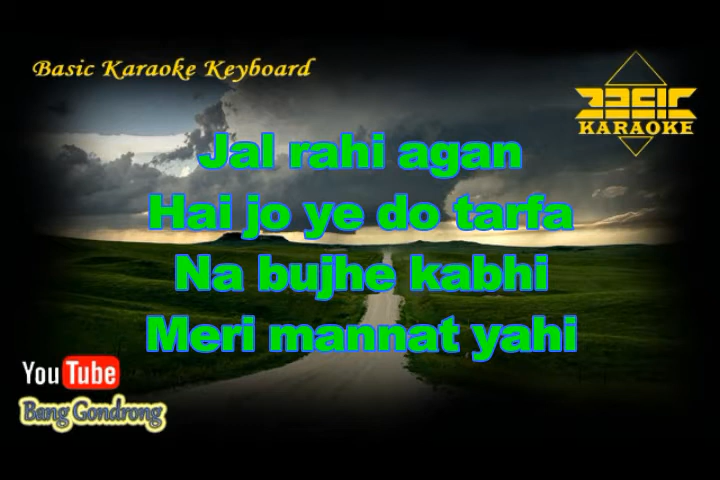 Basic Karaoke Keyboard
BASIC
KARAOKE
Jal rahi agan
Hai jo ye do tarfa
Na bujhe kabhi
Meri mannat yahi
YouTube
Bang Gondrong